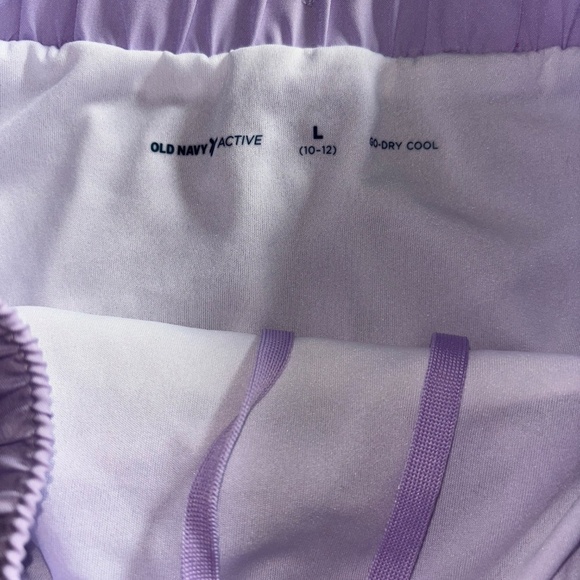 OLD NAVY ACTIVE
L
(10-12)
GO-DRY COOL